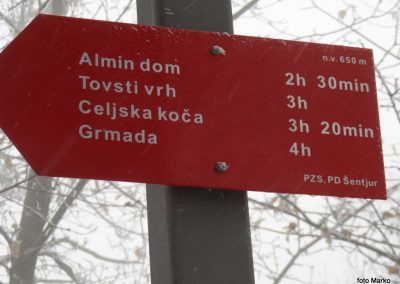 n.v. 650 m
Almin dom 2h 30min
Tovsti vrh 3h
Celjska koča 3h 20min
Grmada 4h
PZS, PD Šentjur
foto Marko